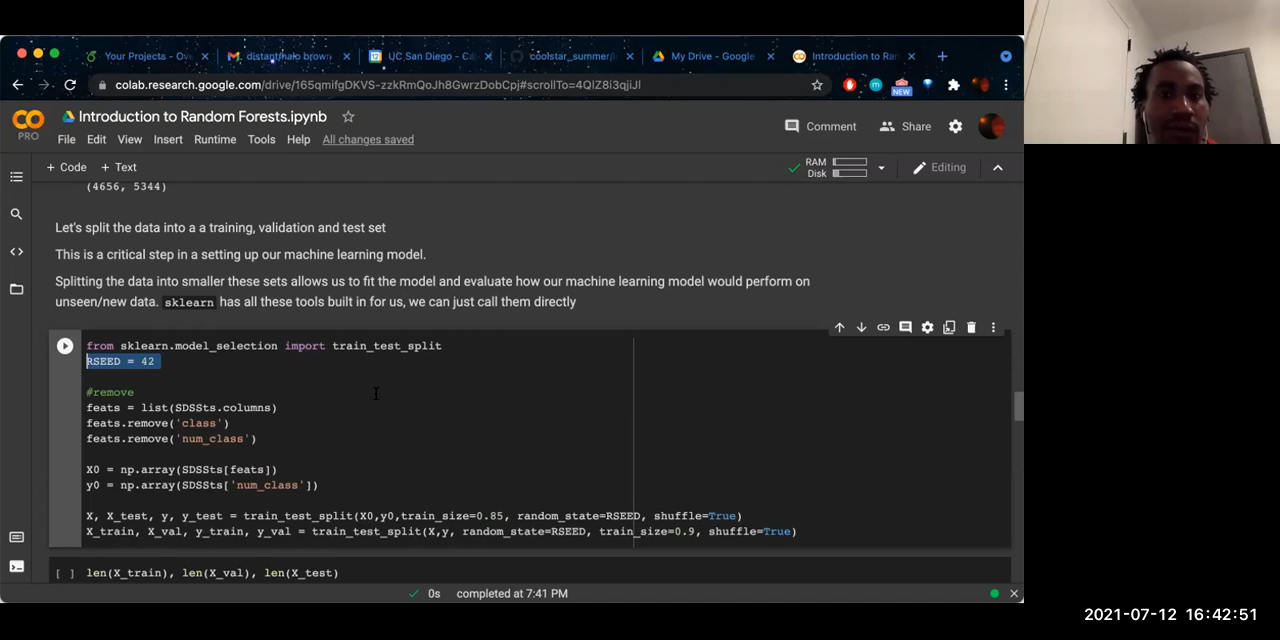 Your Projects - Ove
distantmao brown
UC San Diego - Ca
coolstar_summer/i
My Drive - Google
Introduction to Ran
colab.research.google.com/drive/165qmifgDKVS-zzkRmQoJh8GwrzDobCpj#scrollTo=4QIZ8i3qjiJl
NEW
CO
PRO
Introduction to Random Forests.ipynb
Comment
Share
File Edit View Insert Runtime Tools Help All changes saved
+ Code + Text
RAM
Disk
Editing
(4656, 5344)
Let's split the data into a a training, validation and test set
This is a critical step in a setting up our machine learning model.
Splitting the data into smaller these sets allows us to fit the model and evaluate how our machine learning model would perform on
unseen/new data. sklearn has all these tools built in for us, we can just call them directly
from sklearn.model_selection import train_test_split
RSEED = 42
#remove
feats = list(SDSSts.columns)
feats.remove('class')
feats.remove('num_class')
X0 = np.array(SDSSts[feats])
y0 = np.array(SDSSts['num_class'])
X, X_test, y, y_test = train_test_split(X0,y0,train_size=0.85, random_state=RSEED, shuffle=True)
X_train, X_val, y_train, y_val = train_test_split(X,y, random_state=RSEED, train_size=0.9, shuffle=True)
[ ] len(X_train), len(X_val), len(X_test)
0s completed at 7:41 PM
2021-07-12 16:42:51